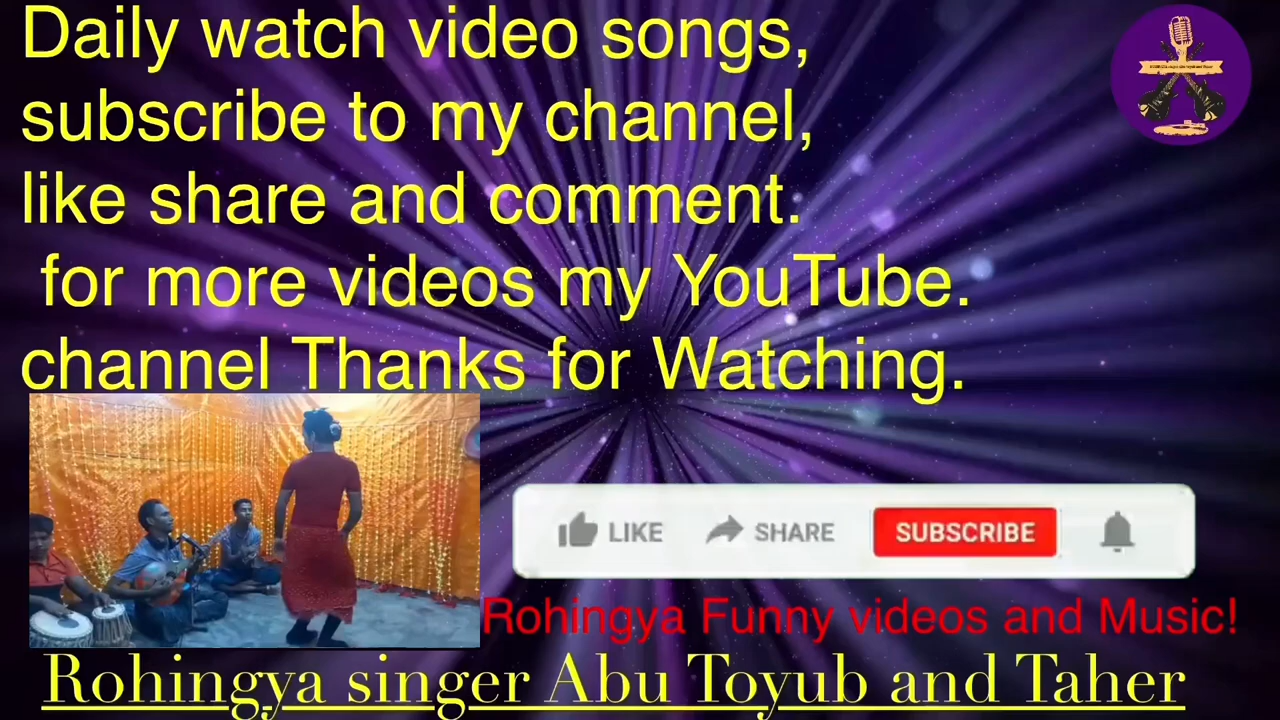 Daily watch video songs,
subscribe to my channel,
like share and comment.
for more videos my YouTube.
channel Thanks for Watching.
LIKE SHARE SUBSCRIBE
Rohingya Funny videos and Music!
Rohingya singer Abu Toyub and Taher